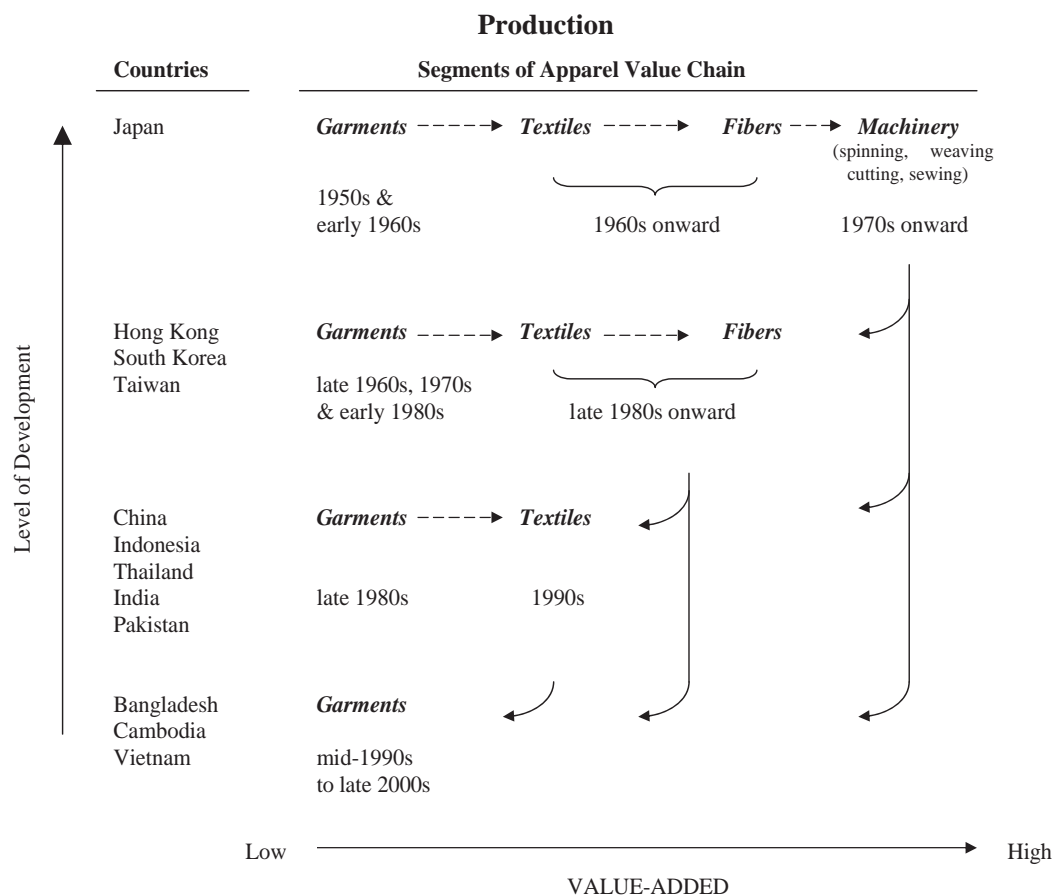 Production
Countries
Segments of Apparel Value Chain
Japan
Garments
Textiles
Fibers
Machinery
(spinning, weaving
cutting, sewing)
1950s &
early 1960s
1960s onward
1970s onward
Hong Kong
South Korea
Taiwan
Garments
Textiles
Fibers
late 1960s, 1970s
& early 1980s
late 1980s onward
China
Indonesia
Thailand
India
Pakistan
Garments
Textiles
late 1980s
1990s
Bangladesh
Cambodia
Vietnam
Garments
mid-1990s
to late 2000s
Level of Development
Low
High
VALUE-ADDED